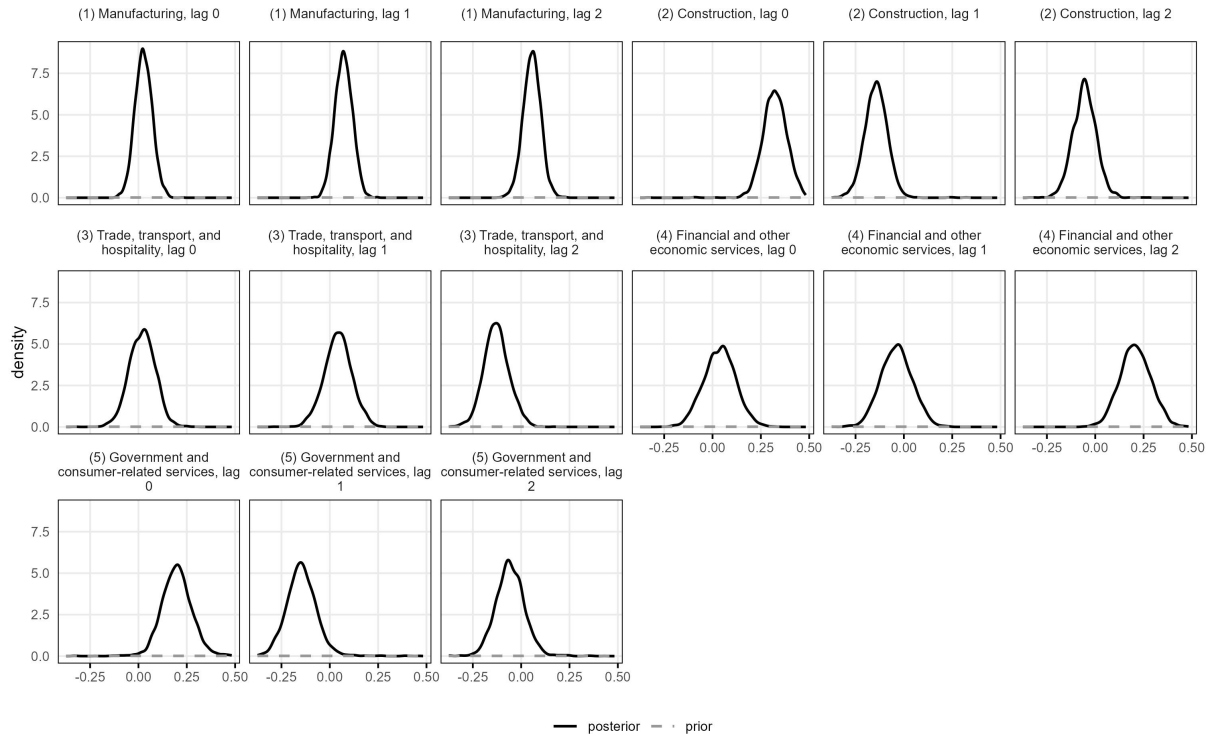 (1) Manufacturing, lag 0
(1) Manufacturing, lag 1
(1) Manufacturing, lag 2
(2) Construction, lag 0
(2) Construction, lag 1
(2) Construction, lag 2
7.5
5.0
2.5
0.0
(3) Trade, transport, and
hospitality, lag 0
(3) Trade, transport, and
hospitality, lag 1
(3) Trade, transport, and
hospitality, lag 2
(4) Financial and other
economic services, lag 0
(4) Financial and other
economic services, lag 1
(4) Financial and other
economic services, lag 2
density
7.5
5.0
2.5
0.0
-0.25 0.00 0.25 0.50
-0.25 0.00 0.25 0.50
-0.25 0.00 0.25 0.50
(5) Government and
consumer-related services, lag
0
(5) Government and
consumer-related services, lag
1
(5) Government and
consumer-related services, lag
2
7.5
5.0
2.5
0.0
-0.25 0.00 0.25 0.50
-0.25 0.00 0.25 0.50
-0.25 0.00 0.25 0.50
posterior prior